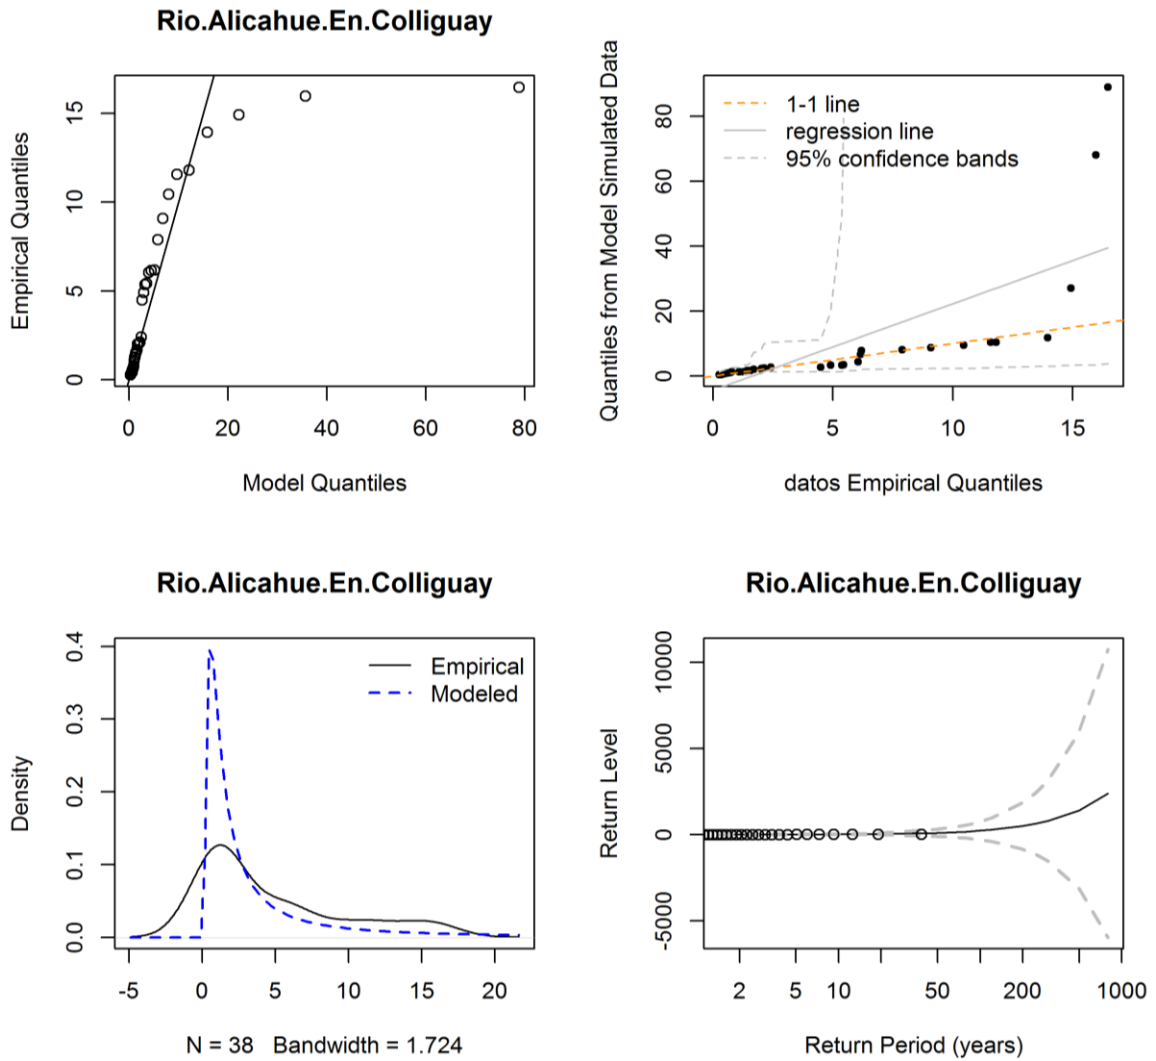 Rio.Alicahue.En.Colliguay
Empirical Quantiles
0 5 10 15
0 20 40 60 80
Model Quantiles
Quantiles from Model Simulated Data
0 20 40 60 80
1-1 line
regression line
95% confidence bands
0 5 10 15
datos Empirical Quantiles
Rio.Alicahue.En.Colliguay
Density
0.0 0.1 0.2 0.3 0.4
Empirical
Modeled
-5 0 5 10 15 20
N = 38 Bandwidth = 1.724
Rio.Alicahue.En.Colliguay
Return Level
-5000 0 5000 10000
2 5 10 50 200 1000
Return Period (years)